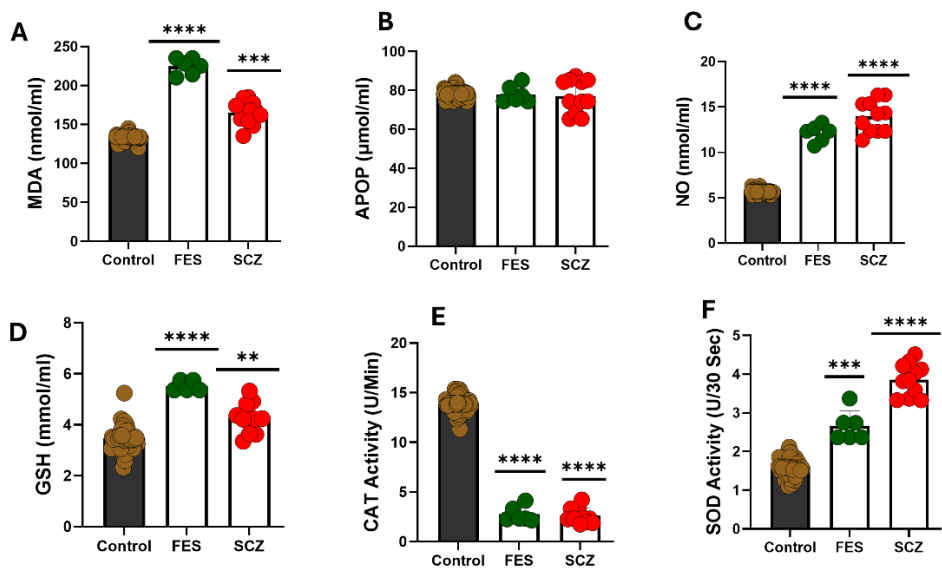 A
MDA (nmol/ml)
250
200
150
100
50
0
****
***
Control FES SCZ
B
APOP (µmol/ml)
100
80
60
40
20
0
Control FES SCZ
C
NO (nmol/ml)
20
15
10
5
0
****
****
Control FES SCZ
D
GSH (mmol/ml)
8
6
4
2
0
****
**
Control FES SCZ
E
CAT Activity (U/Min)
20
15
10
5
0
****
****
Control FES SCZ
F
SOD Activity (U/30 Sec)
5
4
3
2
1
0
***
****
Control FES SCZ